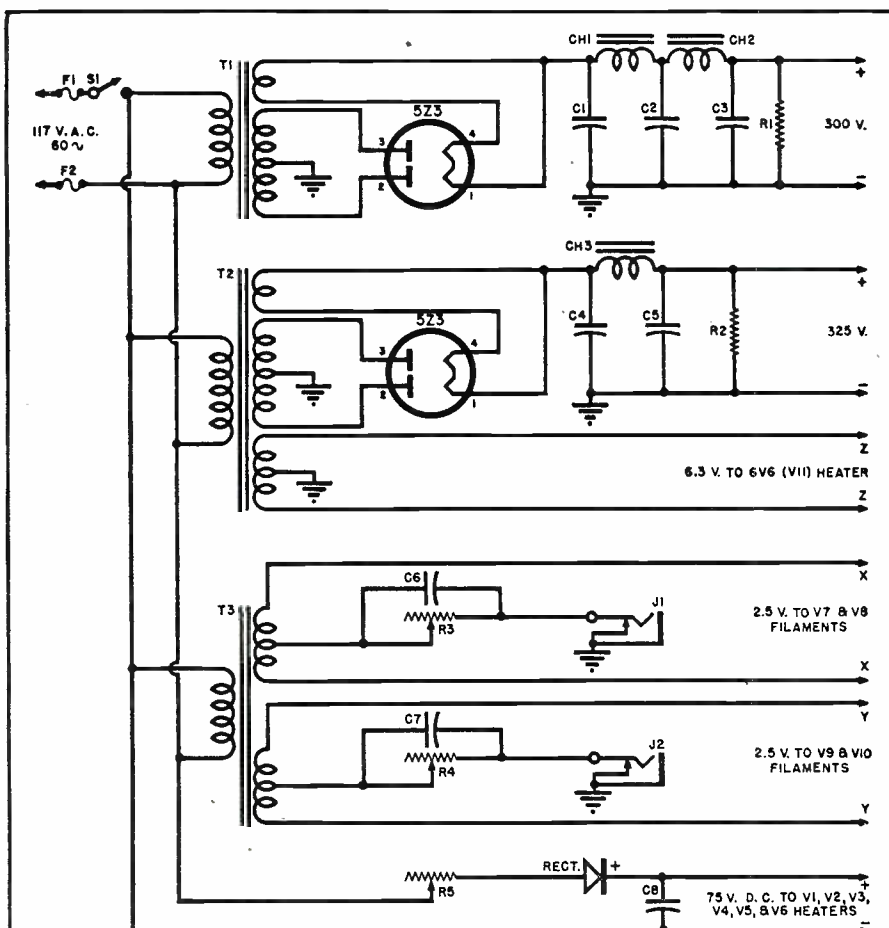 CH1 CH2
T1
F1 S1
+
5Z3
C1 C2 C3 R1
3 4
117 V. A.C.
60 ~
300 V.
F2
2 1
−
CH3
T2
+
5Z3
C4 C5 R2
3 4
325 V.
2 1
−
Z
6.3 V. TO 6V6 (V11) HEATER
Z
X
C6
T3 J1
2.5 V. TO V7 & V8
FILAMENTS
R3
X
Y
C7
J2
2.5 V. TO V9 & V10
FILAMENTS
R4
Y
RECT. +
+
R5 C8
75 V. D. C. TO V1, V2, V3,
V4, V5, & V6 HEATERS
−